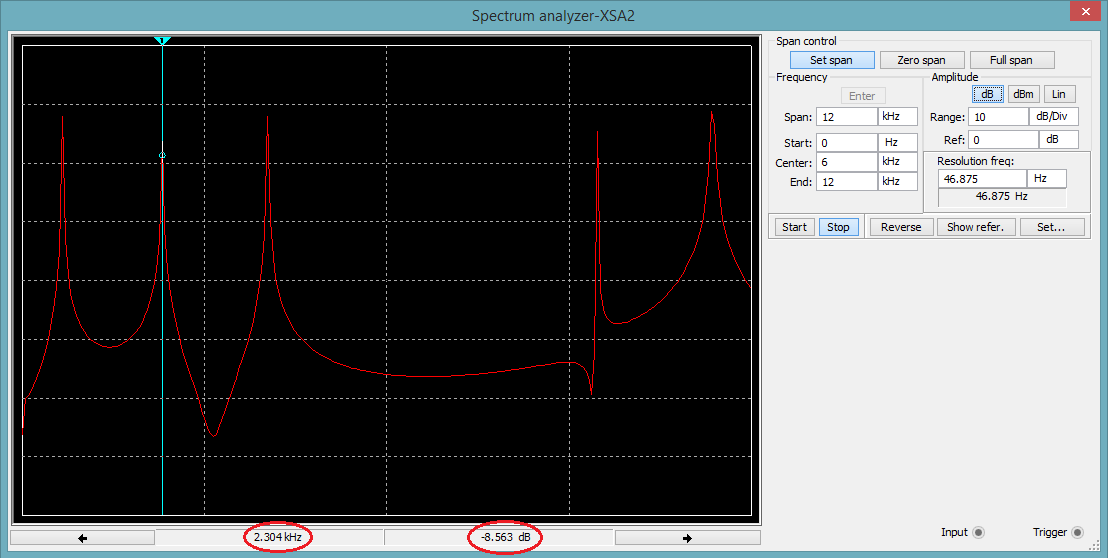 Spectrum analyzer-XSA2
1
Span control
Set span Zero span Full span
Frequency
Enter
Span: 12 kHz
Start: 0 Hz
Center: 6 kHz
End: 12 kHz
Amplitude
dB dBm Lin
Range: 10 dB/Div
Ref: 0 dB
Resolution freq:
46.875 Hz
46.875 Hz
Start Stop Reverse Show refer. Set...
2.304 kHz -8.563 dB
Input Trigger